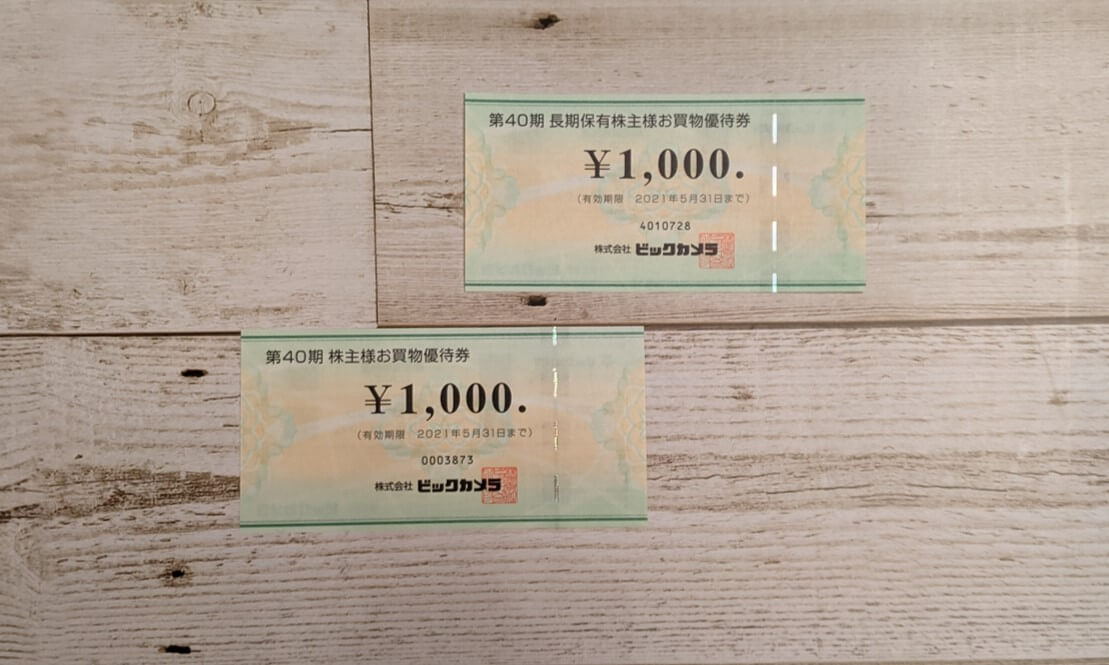 第40期 長期保有株主様お買物優待券
¥1,000.
(有効期限 2021年5月31日まで)
4010728
株式会社 ビックカメラ
第40期 株主様お買物優待券
¥1,000.
(有効期限 2021年5月31日まで)
0003873
株式会社 ビックカメラ